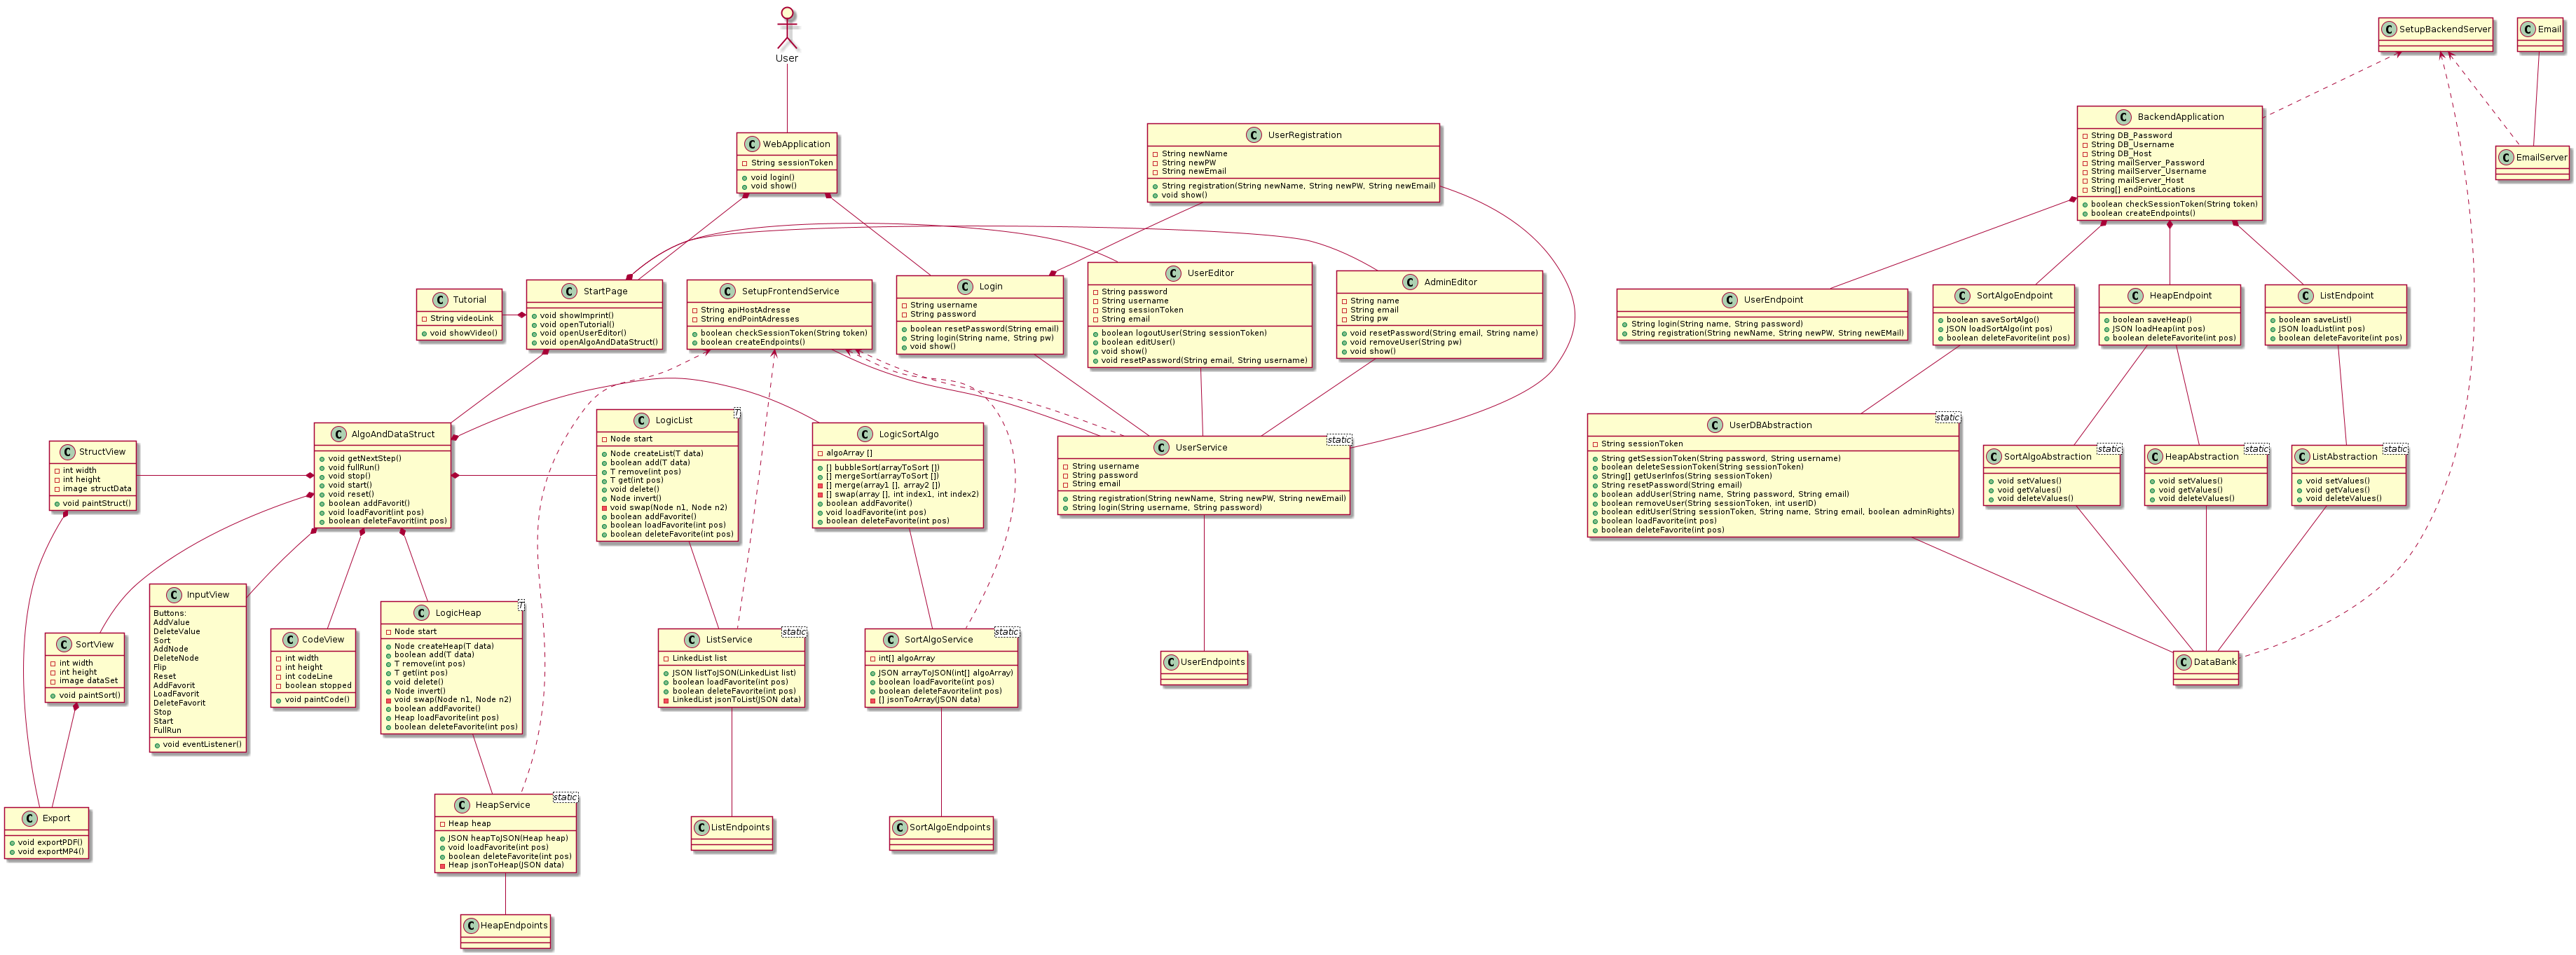 User
C SetupBackendServer
C Email
C WebApplication
String sessionToken
void login()
void show()
C UserRegistration
String newName
String newPW
String newEmail
String registration(String newName, String newPW, String newEmail)
void show()
C BackendApplication
String DB_Password
String DB_Username
String DB_Host
String mailServer_Password
String mailServer_Username
String mailServer_Host
String[] endPointLocations
boolean checkSessionToken(String token)
boolean createEndpoints()
C EmailServer
C Tutorial
String videoLink
void showVideo()
C StartPage
void showImprint()
void openTutorial()
void openUserEditor()
void openAlgoAndDataStruct()
C SetupFrontendService
String apiHostAdresse
String endPointAdresses
boolean checkSessionToken(String token)
boolean createEndpoints()
C Login
String username
String password
boolean resetPassword(String email)
String login(String name, String pw)
void show()
C UserEditor
String password
String username
String sessionToken
String email
boolean logoutUser(String sessionToken)
boolean editUser()
void show()
void resetPassword(String email, String username)
C AdminEditor
String name
String email
String pw
void resetPassword(String email, String name)
void removeUser(String pw)
void show()
C UserEndpoint
String login(String name, String password)
String registration(String newName, String newPW, String newEMail)
C SortAlgoEndpoint
boolean saveSortAlgo()
JSON loadSortAlgo(int pos)
boolean deleteFavorite(int pos)
C HeapEndpoint
boolean saveHeap()
JSON loadHeap(int pos)
boolean deleteFavorite(int pos)
C ListEndpoint
boolean saveList()
JSON loadList(int pos)
boolean deleteFavorite(int pos)
C StructView
int width
int height
image structData
void paintStruct()
C AlgoAndDataStruct
void getNextStep()
void fullRun()
void stop()
void start()
void reset()
boolean addFavorit()
void loadFavorit(int pos)
boolean deleteFavorit(int pos)
C LogicList T
Node start
Node createList(T data)
boolean add(T data)
T remove(int pos)
T get(int pos)
void delete()
Node invert()
void swap(Node n1, Node n2)
boolean addFavorite()
boolean loadFavorite(int pos)
boolean deleteFavorite(int pos)
C LogicSortAlgo
algoArray []
[] bubbleSort(arrayToSort [])
[] mergeSort(arrayToSort [])
[] merge(array1 [], array2 [])
[] swap(array [], int index1, int index2)
boolean addFavorite()
void loadFavorite(int pos)
boolean deleteFavorite(int pos)
C UserService static
String username
String password
String email
String registration(String newName, String newPW, String newEmail)
String login(String username, String password)
C UserDBAbstraction static
String sessionToken
String getSessionToken(String password, String username)
boolean deleteSessionToken(String sessionToken)
String[] getUserInfos(String sessionToken)
String resetPassword(String email)
boolean addUser(String name, String password, String email)
boolean removeUser(String sessionToken, int userID)
boolean editUser(String sessionToken, String name, String email, boolean adminRights)
boolean loadFavorite(int pos)
boolean deleteFavorite(int pos)
C SortAlgoAbstraction static
void setValues()
void getValues()
void deleteValues()
C HeapAbstraction static
void setValues()
void getValues()
void deleteValues()
C ListAbstraction static
void setValues()
void getValues()
void deleteValues()
C SortView
int width
int height
image dataSet
void paintSort()
C InputView
Buttons:
AddValue
DeleteValue
Sort
AddNode
DeleteNode
Flip
Reset
AddFavorit
LoadFavorit
DeleteFavorit
Stop
Start
FullRun
void eventListener()
C CodeView
int width
int height
int codeLine
boolean stopped
void paintCode()
C LogicHeap T
Node start
Node createHeap(T data)
boolean add(T data)
T remove(int pos)
T get(int pos)
void delete()
Node invert()
void swap(Node n1, Node n2)
boolean addFavorite()
Heap loadFavorite(int pos)
boolean deleteFavorite(int pos)
C ListService static
LinkedList list
JSON listToJSON(LinkedList list)
boolean loadFavorite(int pos)
boolean deleteFavorite(int pos)
LinkedList jsonToList(JSON data)
C SortAlgoService static
int[] algoArray
JSON arrayToJSON(int[] algoArray)
boolean loadFavorite(int pos)
boolean deleteFavorite(int pos)
[] jsonToArray(JSON data)
C UserEndpoints
C DataBank
C Export
void exportPDF()
void exportMP4()
C HeapService static
Heap heap
JSON heapToJSON(Heap heap)
void loadFavorite(int pos)
boolean deleteFavorite(int pos)
Heap jsonToHeap(JSON data)
C ListEndpoints
C SortAlgoEndpoints
C HeapEndpoints